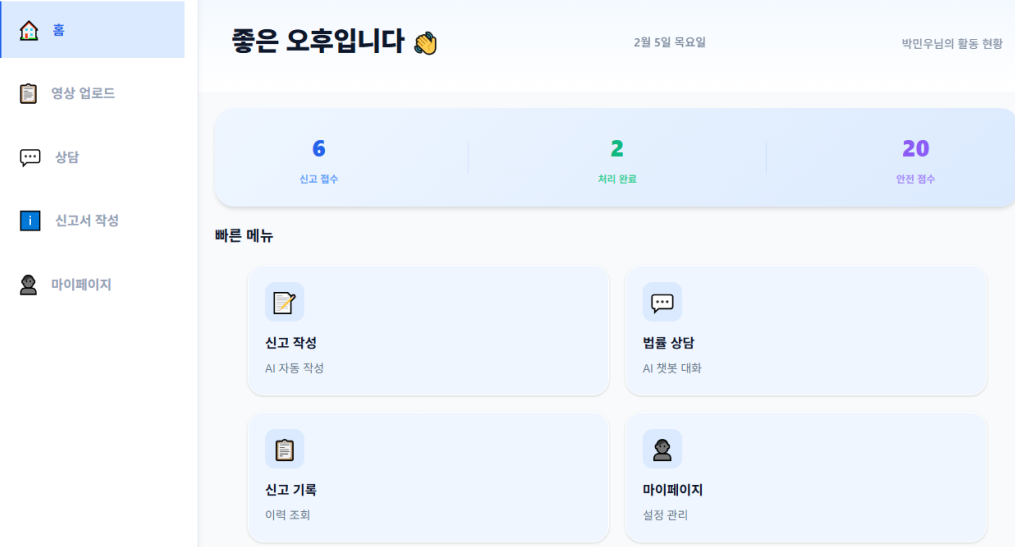 홈
영상 업로드
상담
신고서 작성
마이페이지
좋은 오후입니다 👏
2월 5일 목요일
박민우님의 활동 현황
6
신고 접수
2
처리 완료
20
안전 점수
빠른 메뉴
신고 작성
AI 자동 작성
법률 상담
AI 챗봇 대화
신고 기록
이력 조회
마이페이지
설정 관리